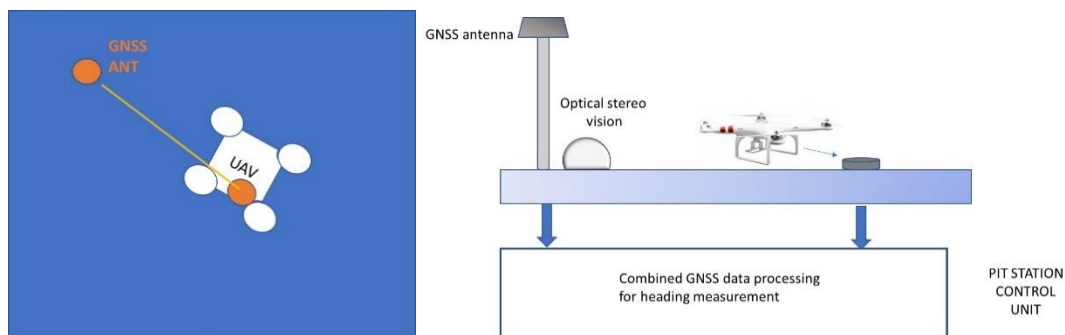 GNSS
ANT
UAV
GNSS antenna
Optical stereo
vision
Combined GNSS data processing
for heading measurement
PIT STATION
CONTROL
UNIT